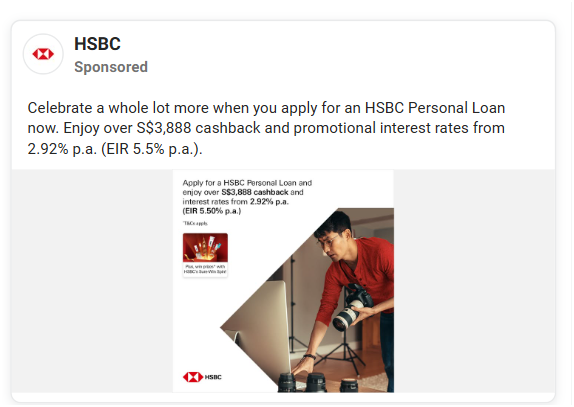 HSBC
Sponsored
Celebrate a whole lot more when you apply for an HSBC Personal Loan
now. Enjoy over S$3,888 cashback and promotional interest rates from
2.92% p.a. (EIR 5.5% p.a.).
Apply for a HSBC Personal Loan and
enjoy over S$3,888 cashback and
interest rates from 2.92% p.a.
(EIR 5.50% p.a.)
T&Cs apply.
Plus, win prizes* with
HSBC's Sure-Win Spin!
HSBC